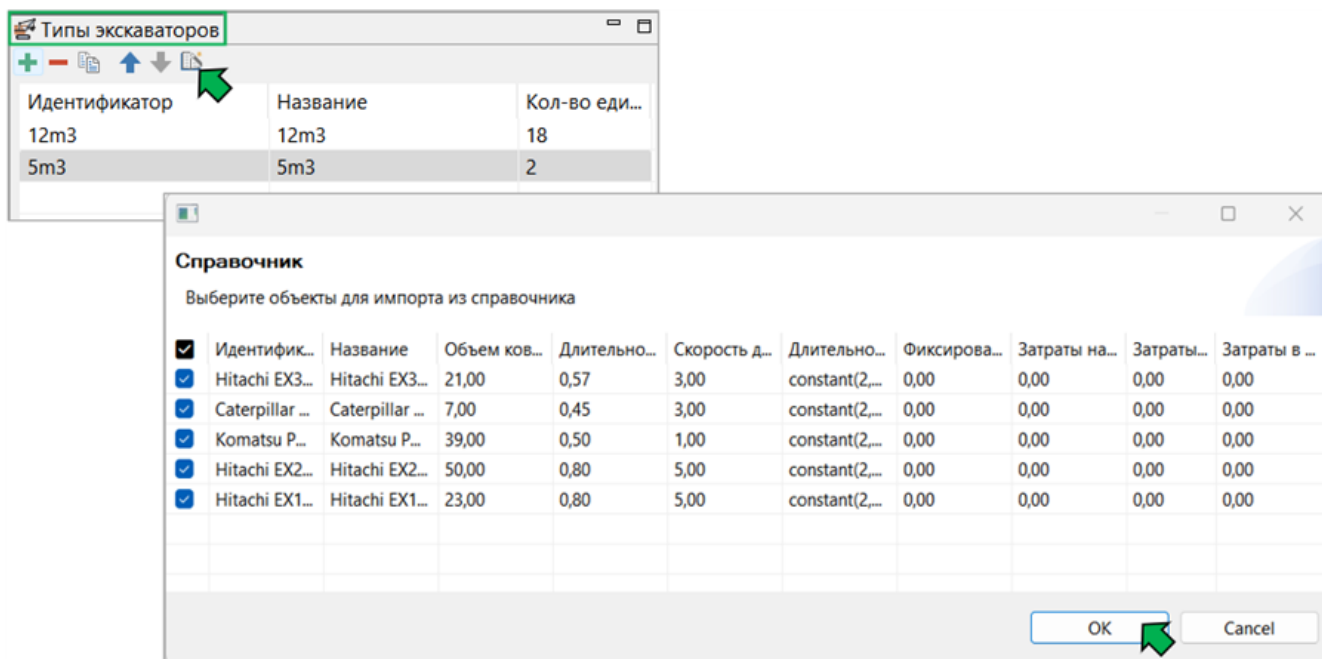 Типы экскаваторов
Идентификатор Название Кол-во еди...
12m3 12m3 18
5m3 5m3 2
Справочник
Выберите объекты для импорта из справочника
Идентифик... Название Объем ков... Длительно... Скорость д... Длительно... Фиксирова... Затраты на... Затраты... Затраты в ...
Hitachi EX3... Hitachi EX3... 21,00 0,57 3,00 constant(2,... 0,00 0,00 0,00 0,00
Caterpillar ... Caterpillar ... 7,00 0,45 3,00 constant(2,... 0,00 0,00 0,00 0,00
Komatsu P... Komatsu P... 39,00 0,50 1,00 constant(2,... 0,00 0,00 0,00 0,00
Hitachi EX2... Hitachi EX2... 50,00 0,80 5,00 constant(2,... 0,00 0,00 0,00 0,00
Hitachi EX1... Hitachi EX1... 23,00 0,80 5,00 constant(2,... 0,00 0,00 0,00 0,00
OK Cancel